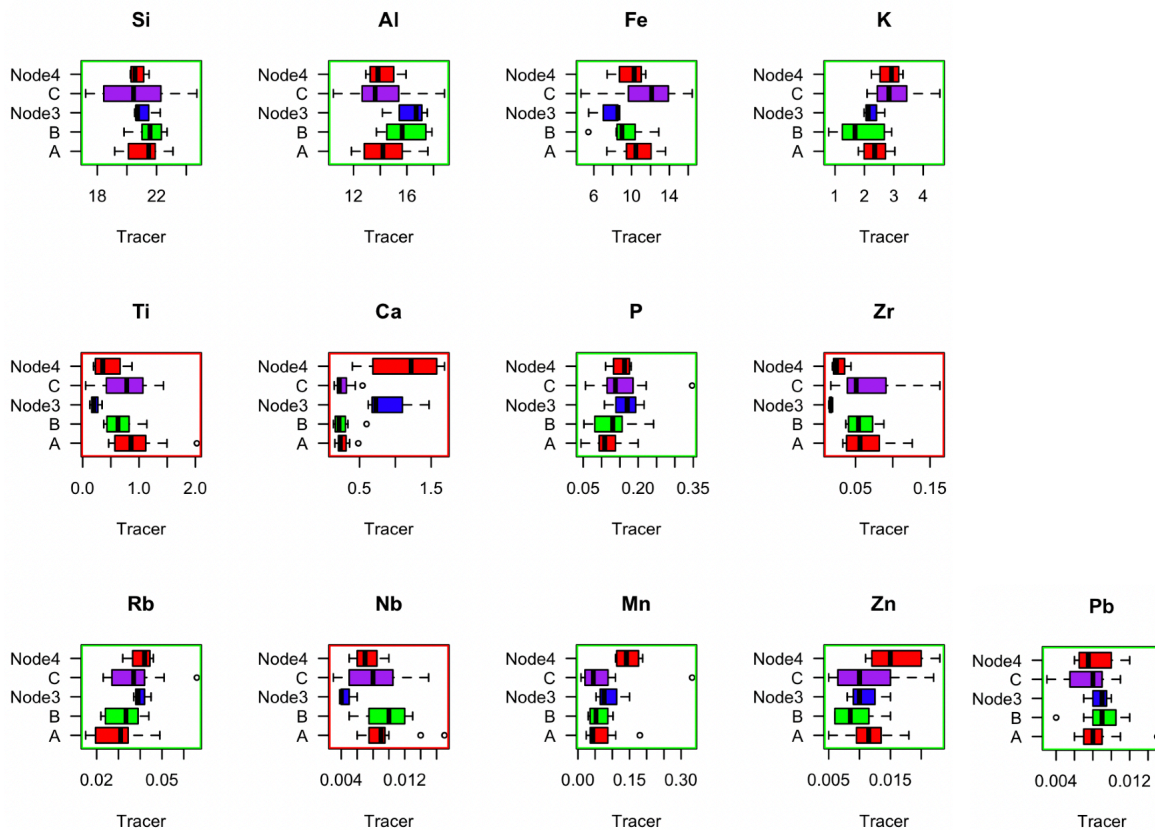 Si Al Fe K
Node4 Node4 Node4 Node4
C C C C
Node3 Node3 Node3 Node3
B B B B
A A A A
18 22 12 16 6 10 14 1 2 3 4
Tracer Tracer Tracer Tracer
Ti Ca P Zr
Node4 Node4 Node4 Node4
C C C C
Node3 Node3 Node3 Node3
B B B B
A A A A
0.0 1.0 2.0 0.5 1.5 0.05 0.20 0.35 0.05 0.15
Tracer Tracer Tracer Tracer
Rb Nb Mn Zn Pb
Node4 Node4 Node4 Node4 Node4
C C C C C
Node3 Node3 Node3 Node3 Node3
B B B B B
A A A A A
0.02 0.05 0.004 0.012 0.00 0.15 0.30 0.005 0.015 0.004 0.012
Tracer Tracer Tracer Tracer Tracer